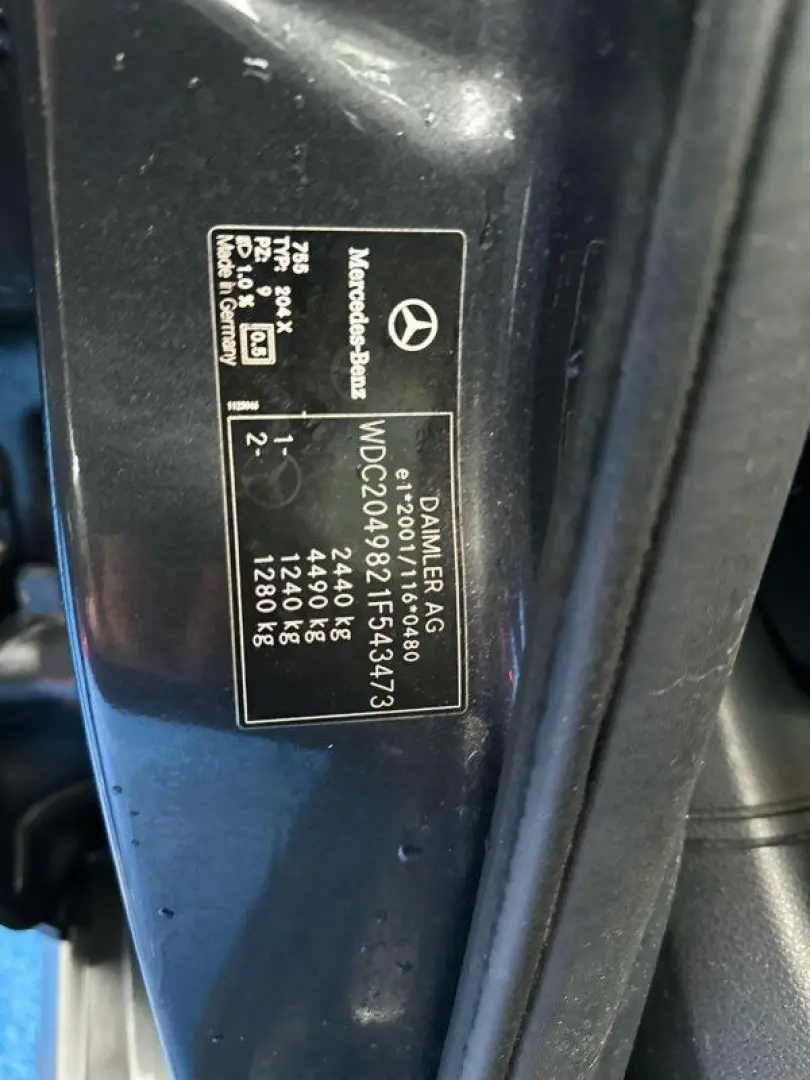 Mercedes-Benz
755
TYP: 204 X
PZ: 9
1.0 % 0.5
Made in Germany
DAIMLER AG
e1*2001/116*0480
WDC2049821F543473
2440 kg
4490 kg
1- 1240 kg
2- 1280 kg